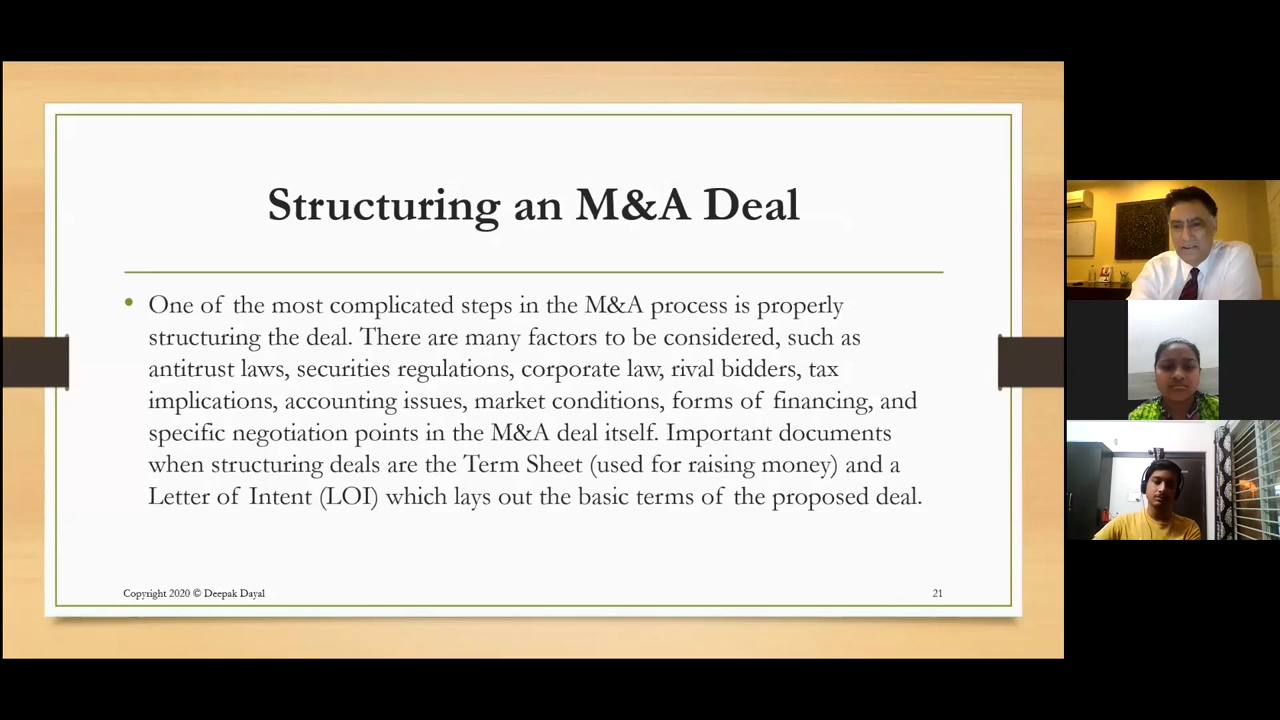 Structuring an M&A Deal
• One of the most complicated steps in the M&A process is properly
structuring the deal. There are many factors to be considered, such as
antitrust laws, securities regulations, corporate law, rival bidders, tax
implications, accounting issues, market conditions, forms of financing, and
specific negotiation points in the M&A deal itself. Important documents
when structuring deals are the Term Sheet (used for raising money) and a
Letter of Intent (LOI) which lays out the basic terms of the proposed deal.
Copyright 2020 © Deepak Dayal
21